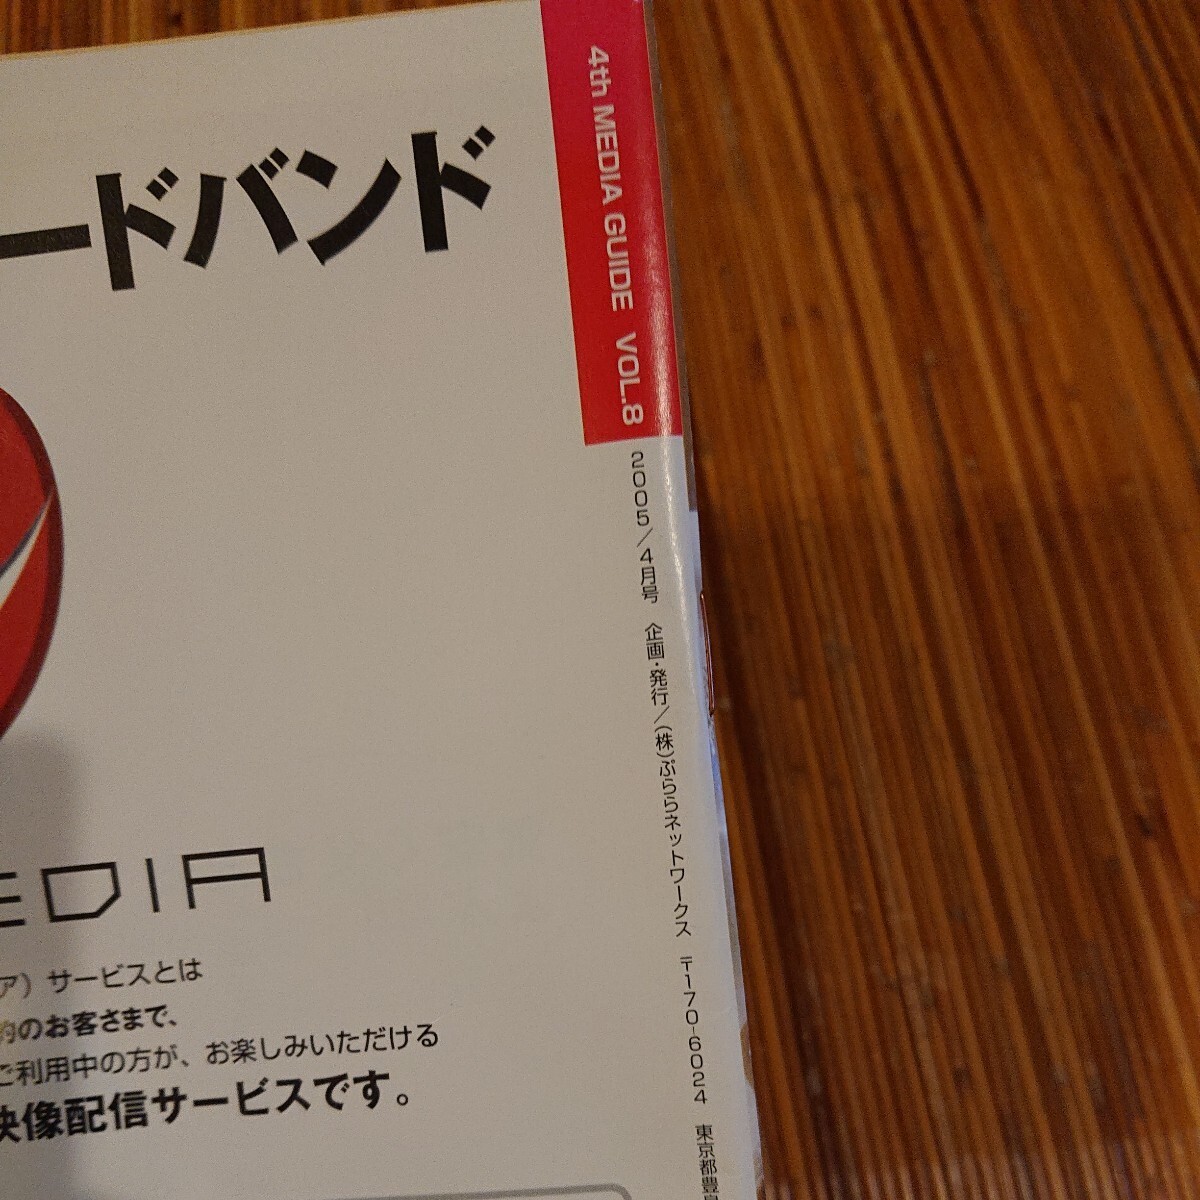 ードバンド
4th MEDIA GUIDE VOL.8
2005/4月号 企画・発行/(株)ぷららネットワークス 〒170-6024 東京都豊島
EDIA
ア）サービスとは
約のお客さまで、
ご利用中の方が、お楽しみいただける
映像配信サービスです。